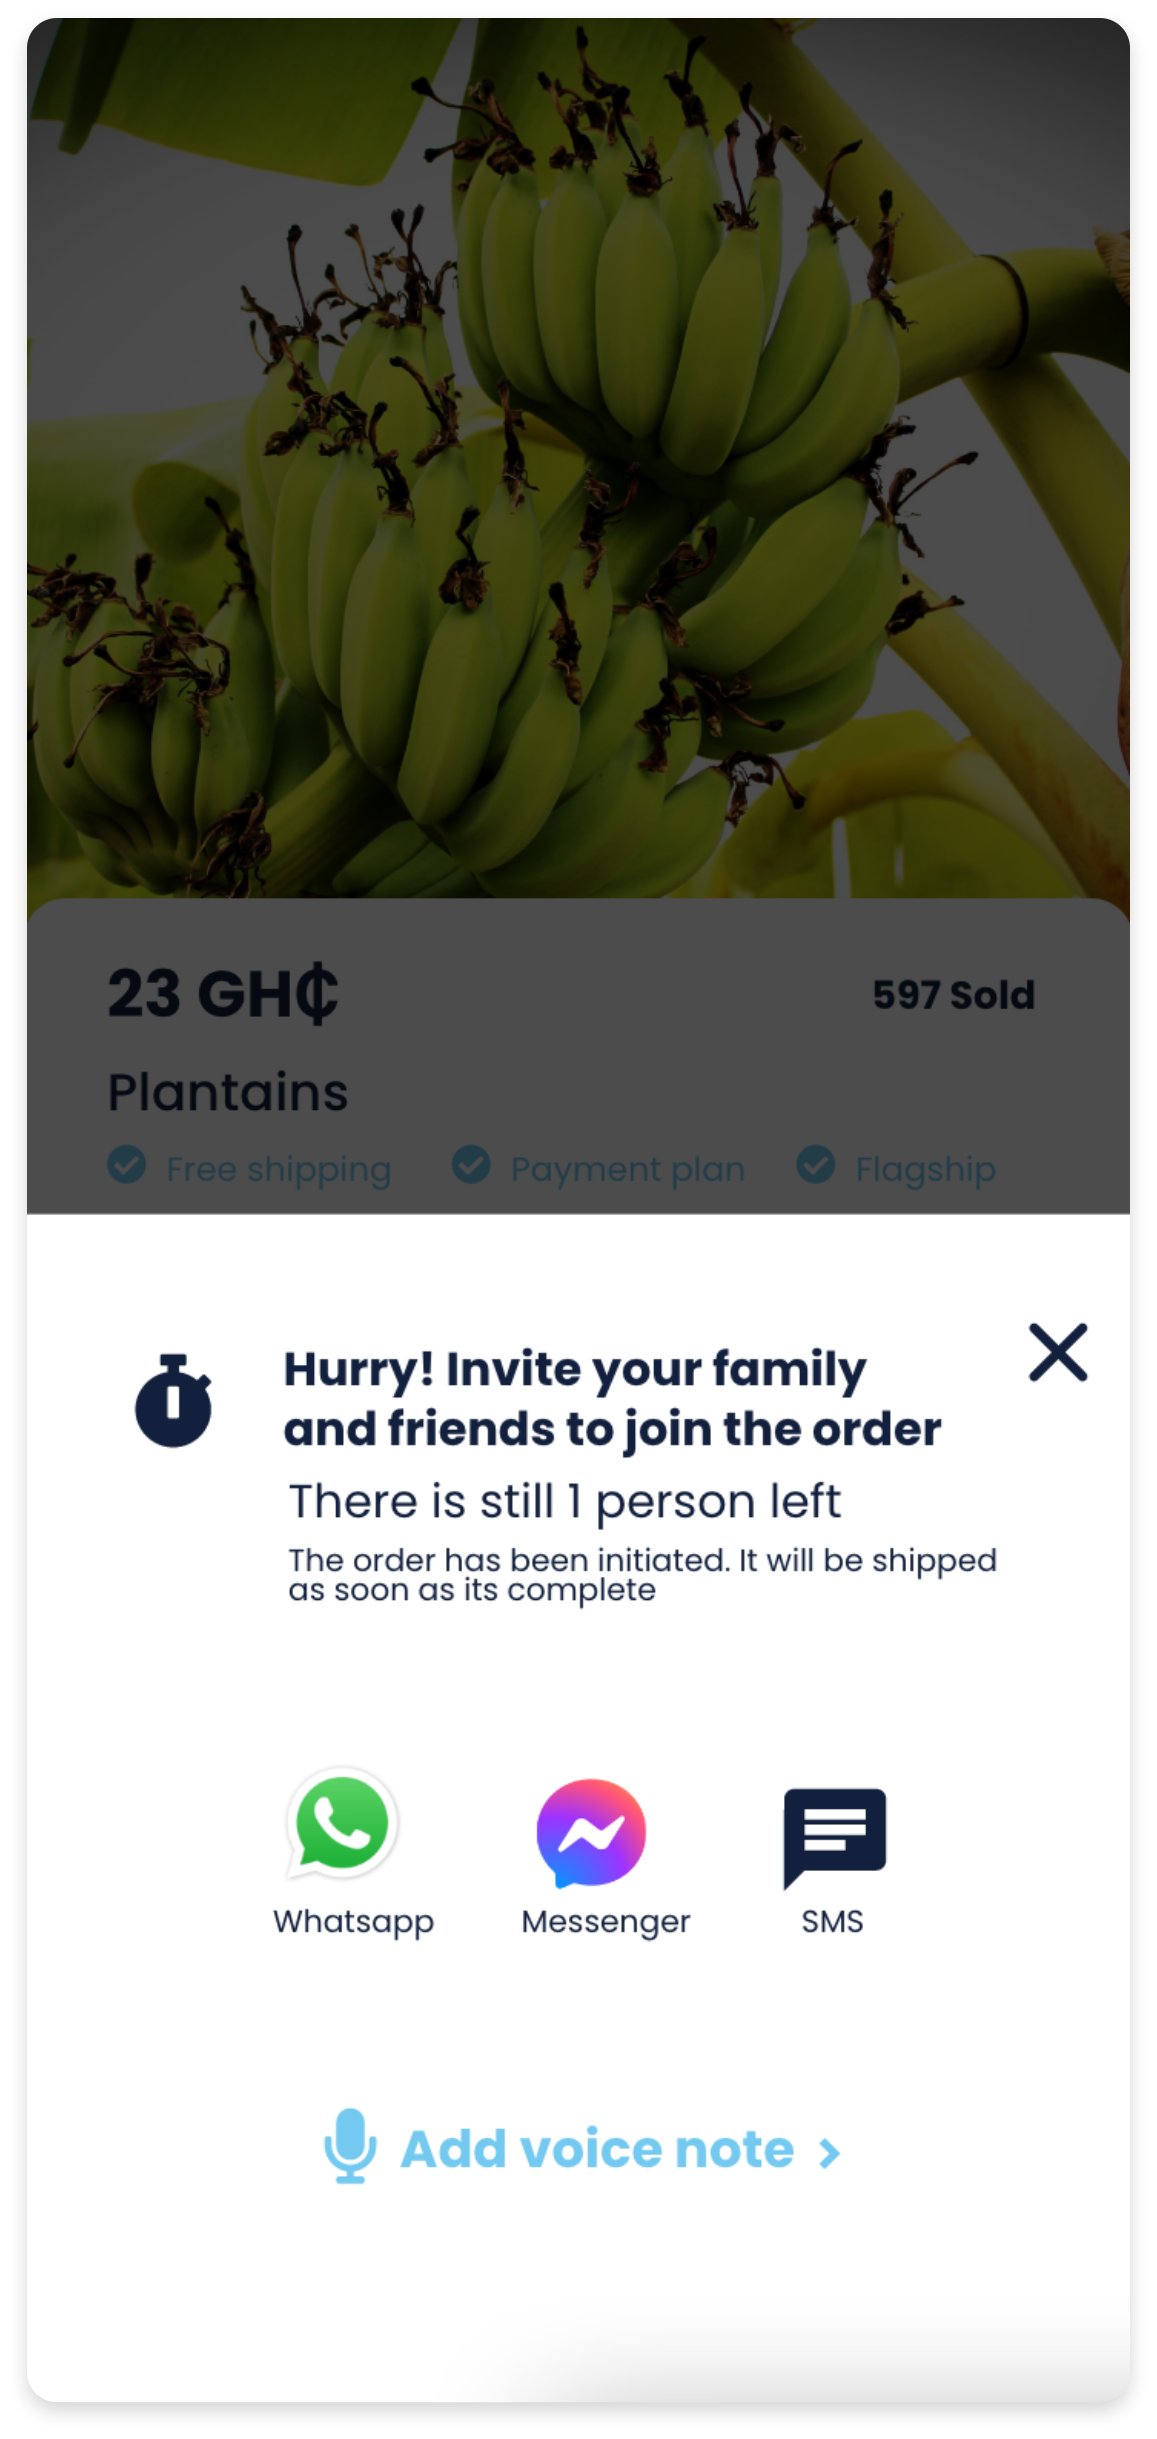 23 GH₵
597 Sold
Plantains
Free shipping
Payment plan
Flagship
Hurry! Invite your family
and friends to join the order
There is still 1 person left
The order has been initiated. It will be shipped
as soon as its complete
Whatsapp
Messenger
SMS
Add voice note